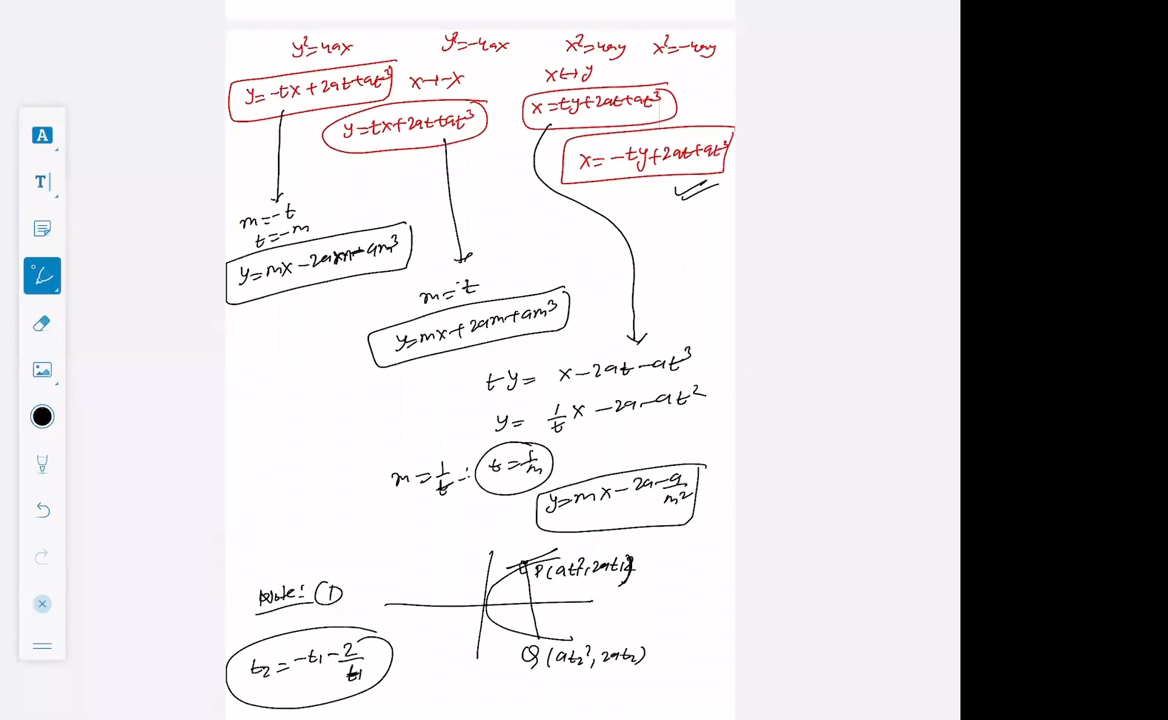 y²=4ax
y²=-4ax
x²=4ay
x²=-4ay
y=-tx+2at+at³
x→-x
x↔y
y=tx+2at+at³
x=ty+2at+at³
x=-ty+2at+at³
m=-t
t=-m
y=mx-2am-am³
m=t
y=mx+2am+am³
ty= x-2at-at³
y= 1/t x -2a-at²
m=1/t ∴ t=1/m
y=mx-2a-a/m²
Note: ①
P(at₁²,2at₁)
t₂=-t₁-2/t₁
Q(at₂²,2at₂)
A
T